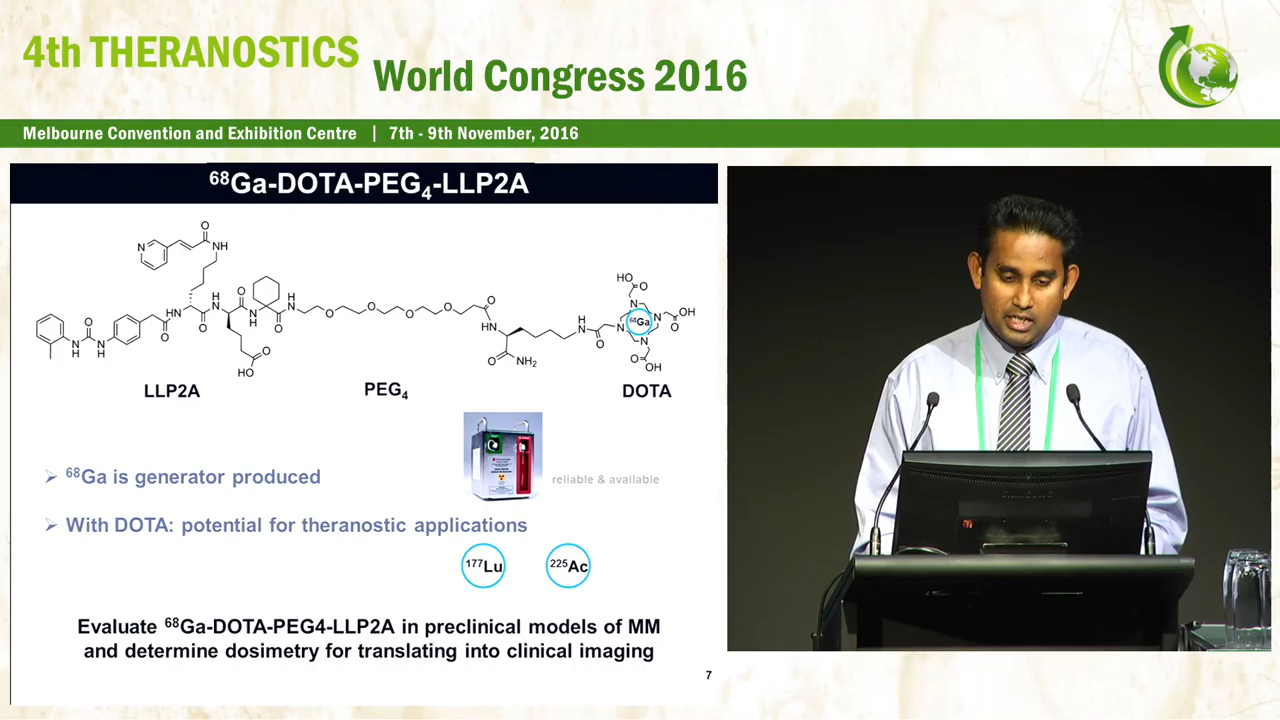 4th THERANOSTICS
World Congress 2016
Melbourne Convention and Exhibition Centre | 7th - 9th November, 2016
⁶⁸Ga-DOTA-PEG₄-LLP2A
O
N
NH
O
H
N
HN
O
N
H
O
O
H
N
O
O
O
O
O
HN
O
NH₂
H
N
O
HO
O
N
N
N
N
⁶⁸Ga
OH
O
O
OH
O
N
H
N
H
O
O
HO
LLP2A
PEG₄
DOTA
➢ ⁶⁸Ga is generator produced
reliable & available
➢ With DOTA: potential for theranostic applications
¹⁷⁷Lu
²²⁵Ac
Evaluate ⁶⁸Ga-DOTA-PEG4-LLP2A in preclinical models of MM
and determine dosimetry for translating into clinical imaging
7